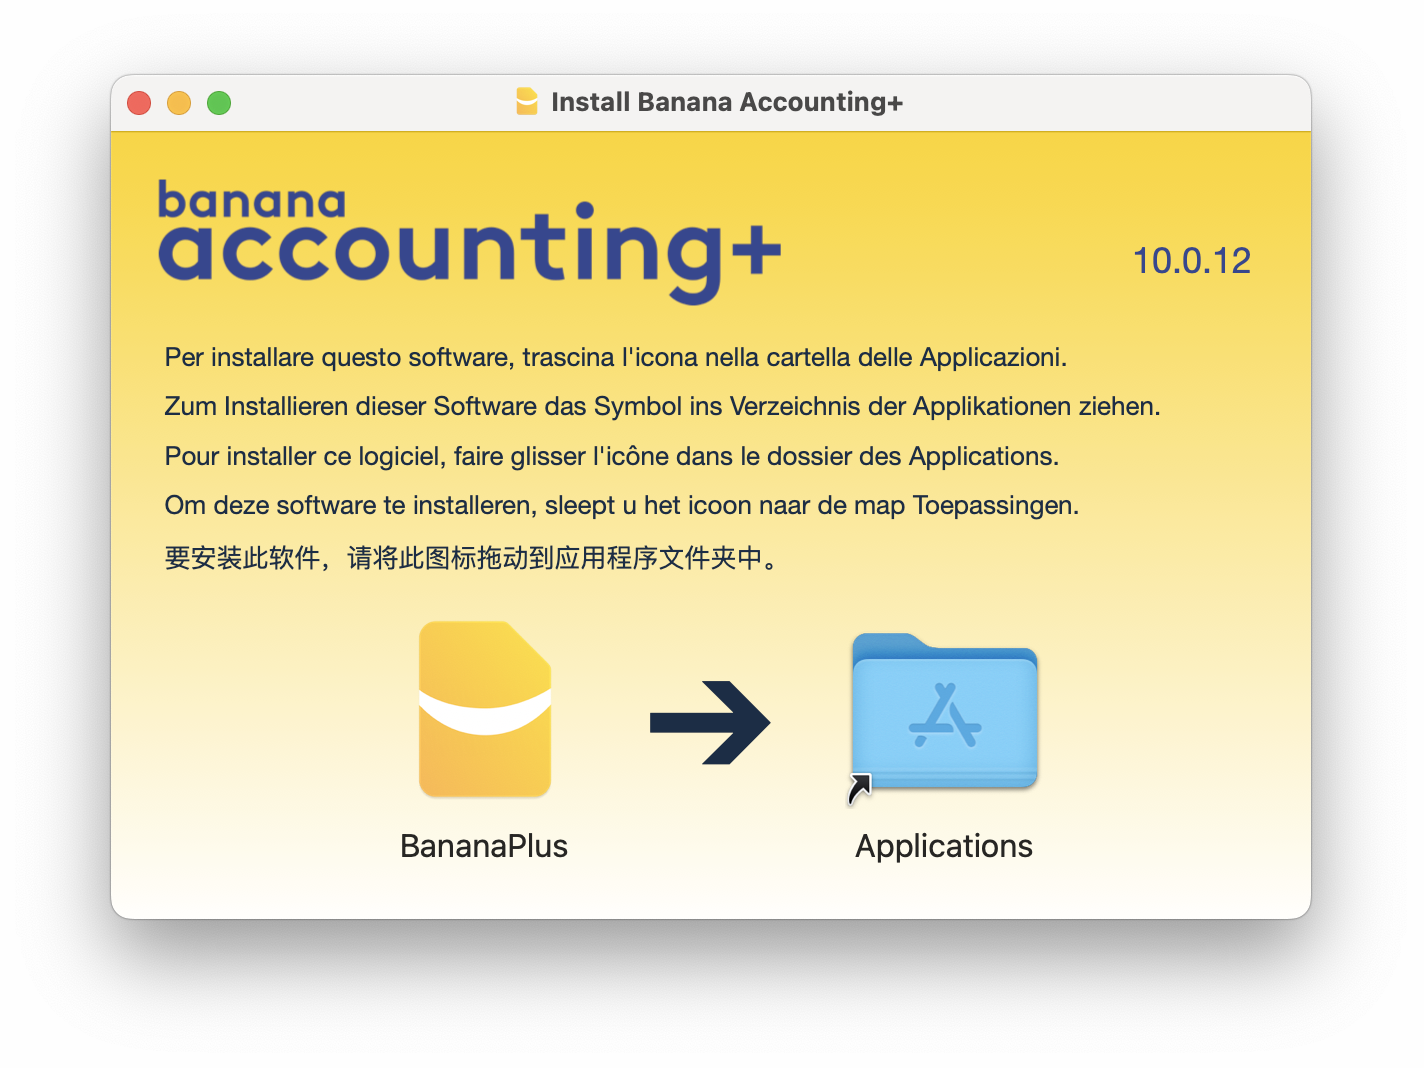 Install Banana Accounting+
banana
accounting+
10.0.12
Per installare questo software, trascina l'icona nella cartella delle Applicazioni.
Zum Installieren dieser Software das Symbol ins Verzeichnis der Applikationen ziehen.
Pour installer ce logiciel, faire glisser l'icône dans le dossier des Applications.
Om deze software te installeren, sleept u het icoon naar de map Toepassingen.
要安装此软件，请将此图标拖动到应用程序文件夹中。
BananaPlus
Applications